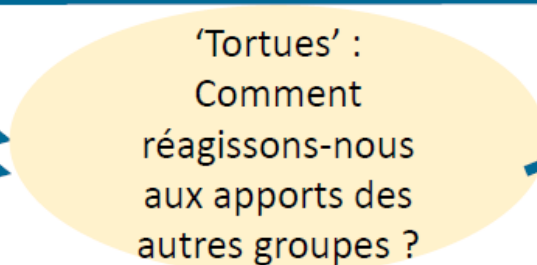 ‘Tortues’ :
Comment
réagissons-nous
aux apports des
autres groupes ?